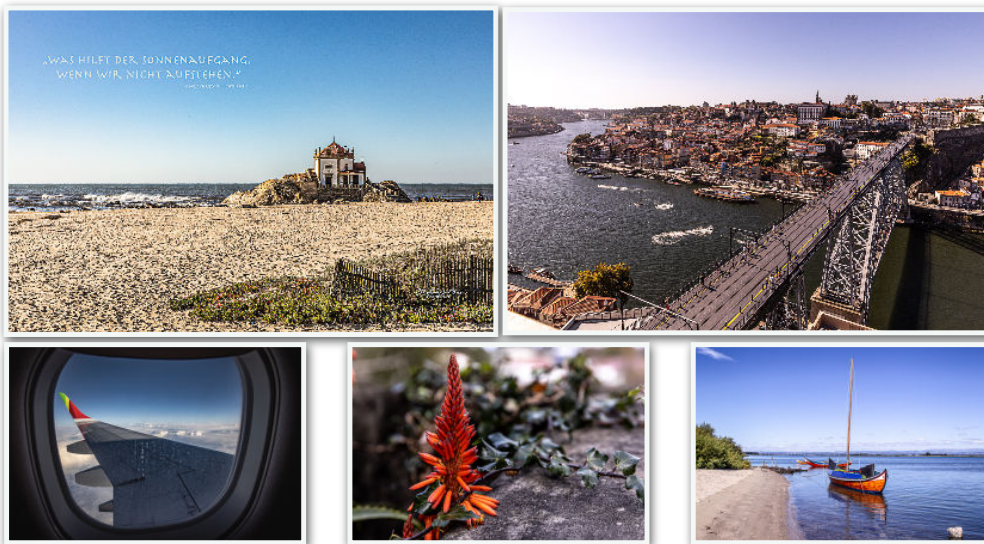 „WAS HILFT DER SONNENAUFGANG,
WENN WIR NICHT AUFSTEHEN.“